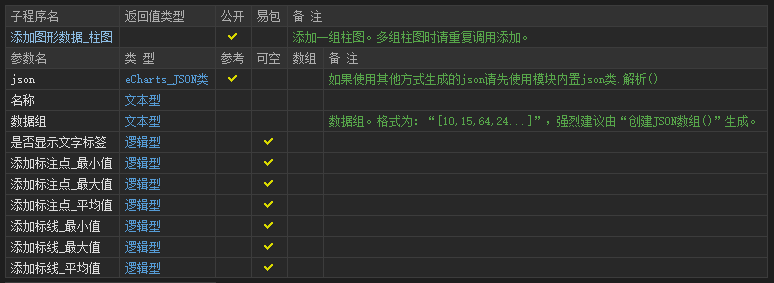 子程序名 返回值类型 公开 易包 备 注
添加图形数据_柱图 添加一组柱图。多组柱图时请重复调用添加。
参数名 类 型 参考 可空 数组 备 注
json eCharts_JSON类 如果使用其他方式生成的json请先使用模块内置json类.解析()
名称 文本型
数据组 文本型 数据组。格式为：“[10,15,64,24...]”，强烈建议由“创建JSON数组()”生成。
是否显示文字标签 逻辑型
添加标注点_最小值 逻辑型
添加标注点_最大值 逻辑型
添加标注点_平均值 逻辑型
添加标线_最小值 逻辑型
添加标线_最大值 逻辑型
添加标线_平均值 逻辑型